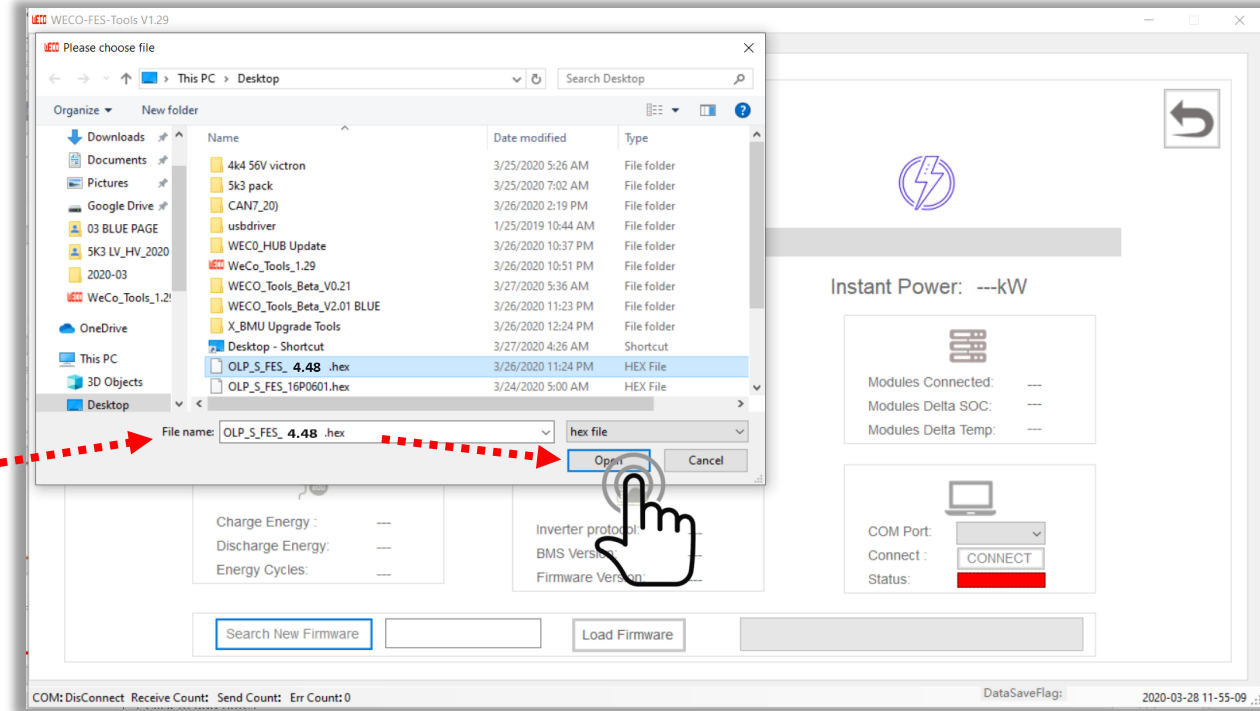 WECO WECO-FES-Tools V1.29
WECO Please choose file
This PC > Desktop
Search Desktop
Organize New folder
Name Date modified Type
Downloads
Documents
Pictures
Google Drive
03 BLUE PAGE
5K3 LV_HV_2020
2020-03
WeCo_Tools_1.2
OneDrive
This PC
3D Objects
Desktop
4k4 56V victron 3/25/2020 5:26 AM File folder
5k3 pack 3/25/2020 7:02 AM File folder
CAN7_20) 3/26/2020 2:19 PM File folder
usbdriver 1/25/2019 10:44 AM File folder
WEC0_HUB Update 3/26/2020 10:37 PM File folder
WeCo_Tools_1.29 3/26/2020 10:51 PM File folder
WECO_Tools_Beta_V0.21 3/27/2020 5:36 AM File folder
WECO_Tools_Beta_V2.01 BLUE 3/26/2020 11:23 PM File folder
X_BMU Upgrade Tools 3/26/2020 12:24 PM File folder
Desktop - Shortcut 3/27/2020 4:26 AM Shortcut
OLP_S_FES_ 4.48 .hex 3/26/2020 11:24 PM HEX File
OLP_S_FES_16P0601.hex 3/24/2020 5:00 AM HEX File
File name: OLP_S_FES_ 4.48 .hex hex file
Open Cancel
Instant Power: ---kW
Modules Connected: ---
Modules Delta SOC: ---
Modules Delta Temp: ---
Charge Energy : ---
Discharge Energy: ---
Energy Cycles: ---
Inverter protocol:
BMS Version:
Firmware Version: ---
COM Port:
Connect : CONNECT
Status:
Search New Firmware Load Firmware
COM: DisConnect Receive Count: Send Count: Err Count: 0 DataSaveFlag: 2020-03-28 11-55-09